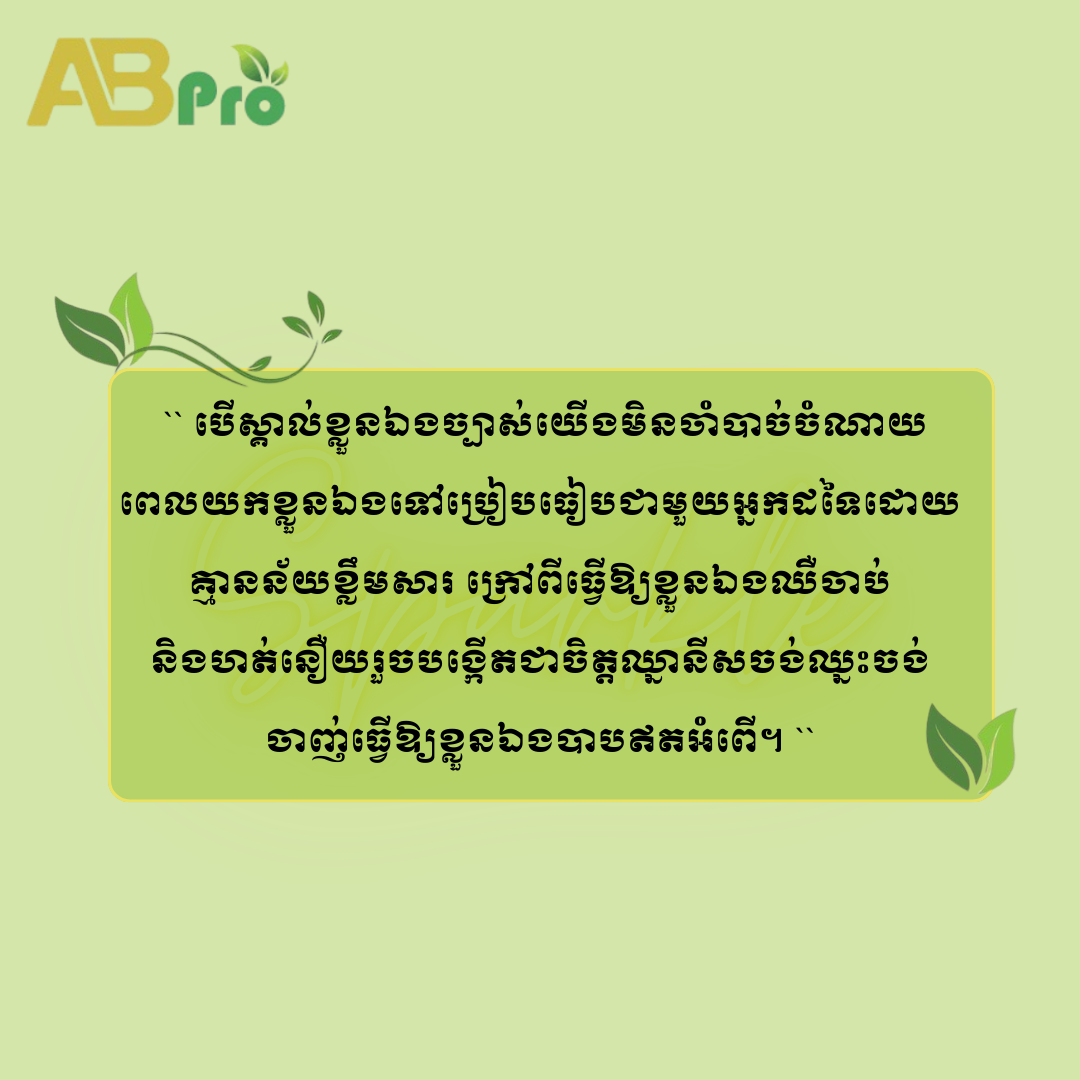 ABpro
`` បើស្គាល់ខ្លួនឯងច្បាស់យើងមិនចាំបាច់ចំណាយ
ពេលយកខ្លួនឯងទៅប្រៀបធៀបជាមួយអ្នកដទៃដោយ
គ្មានន័យខ្លឹមសារ ក្រៅពីធ្វើឱ្យខ្លួនឯងឈឺចាប់
និងហត់នឿយរួចបង្កើតជាចិត្តឈ្នានីសចង់ឈ្នះចង់
ចាញ់ធ្វើឱ្យខ្លួនឯងបាបឥតអំពើ។ ``
Sparkle